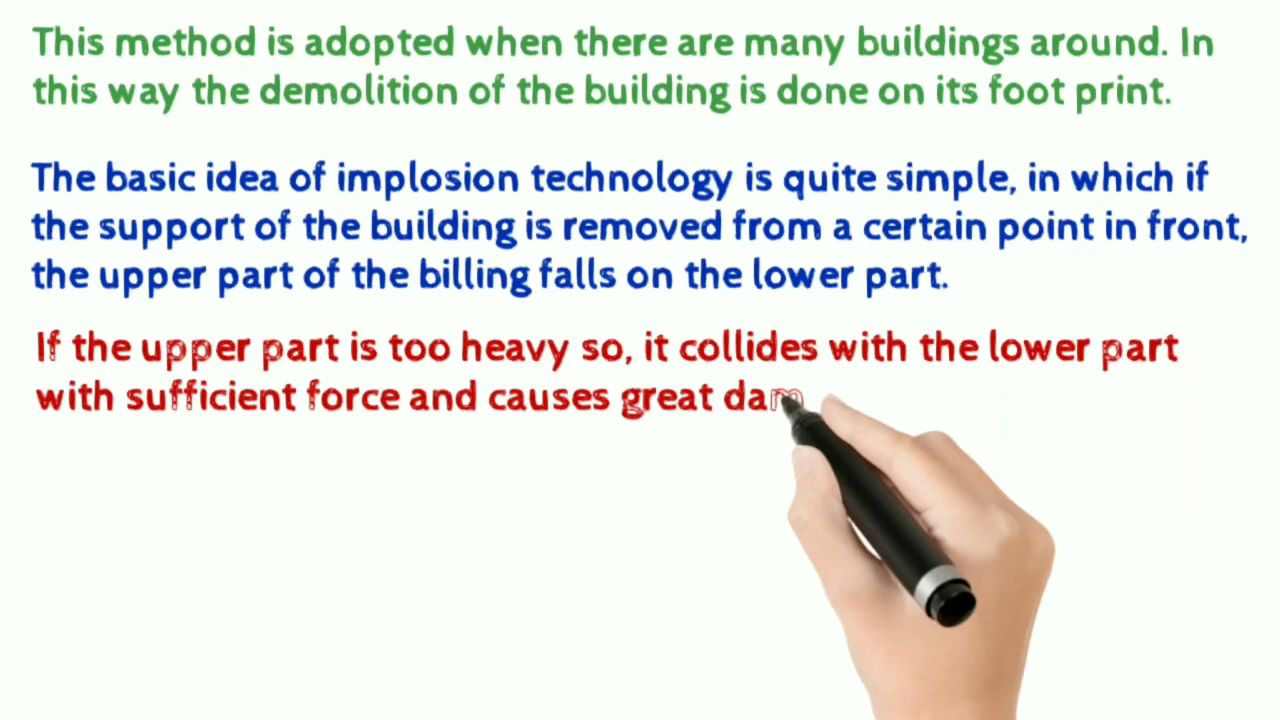 This method is adopted when there are many buildings around. In
this way the demolition of the building is done on its foot print.
The basic idea of implosion technology is quite simple, in which if
the support of the building is removed from a certain point in front,
the upper part of the billing falls on the lower part.
If the upper part is too heavy so, it collides with the lower part
with sufficient force and causes great dam